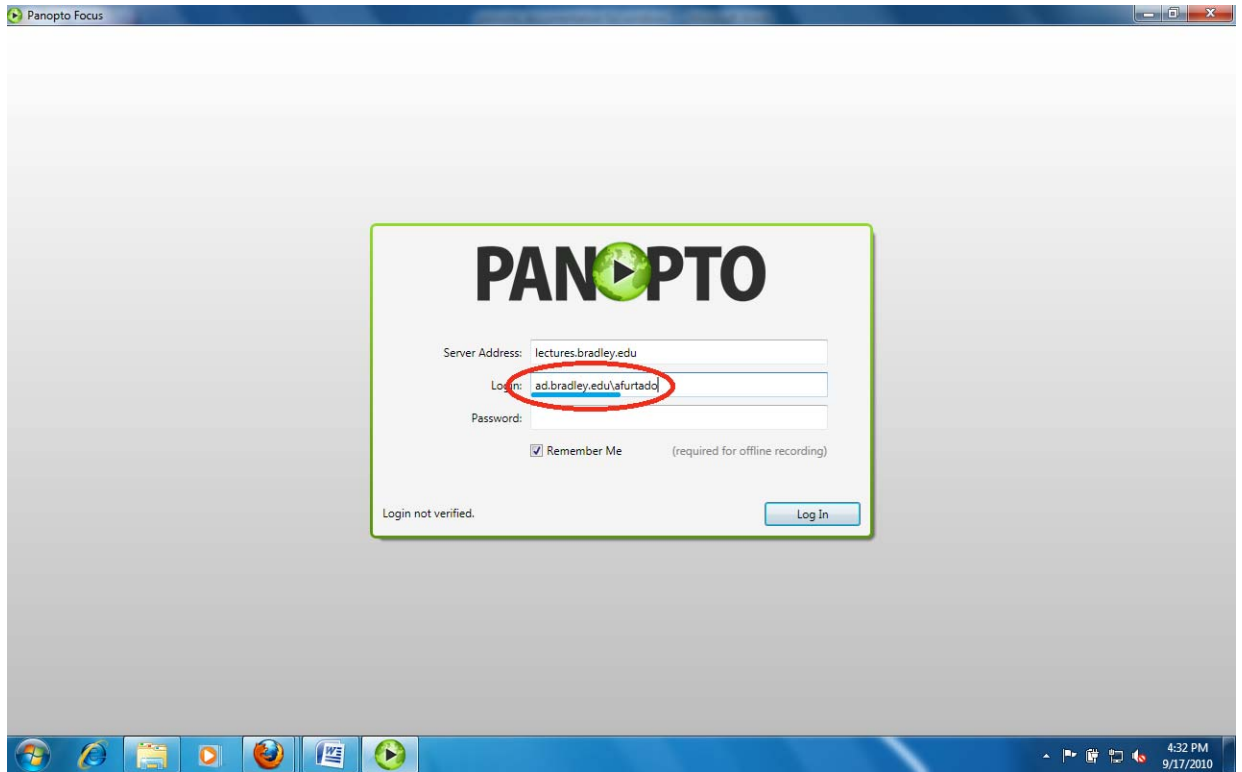 Panopto Focus
PANOPTO
Server Address: lectures.bradley.edu
Login: ad.bradley.edu\afurtado
Password:
Remember Me (required for offline recording)
Login not verified. Log In
4:32 PM
9/17/2010